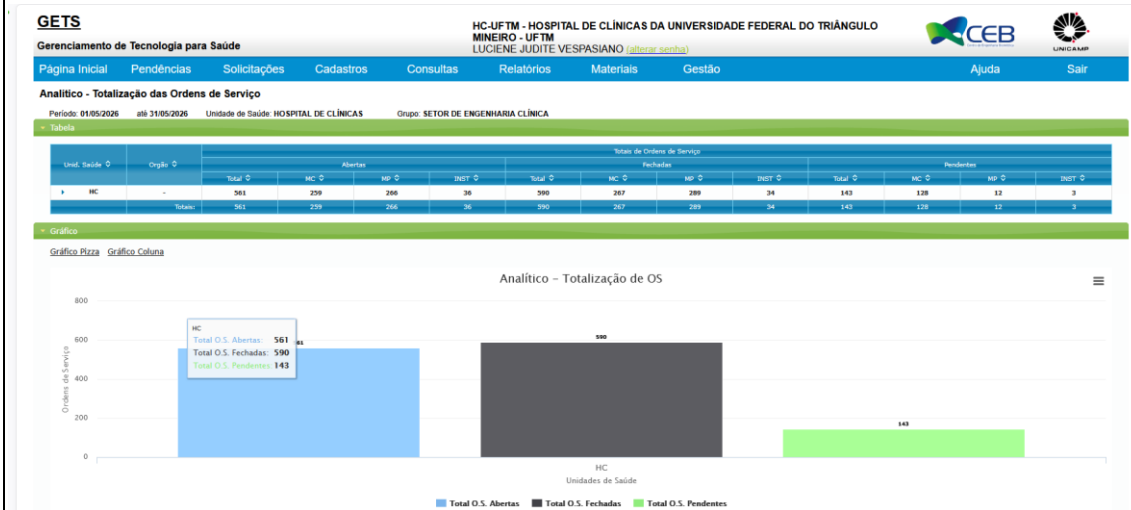 GETS
Gerenciamento de Tecnologia para Saúde
HC-UFTM - HOSPITAL DE CLÍNICAS DA UNIVERSIDADE FEDERAL DO TRIÂNGULO
MINEIRO - UFTM
LUCIENE JUDITE VESPASIANO (alterar senha)
CEB
UNICAMP
Página Inicial Pendências Solicitações Cadastros Consultas Relatórios Materiais Gestão Ajuda Sair
Analítico - Totalização das Ordens de Serviço
Período: 01/05/2026 até 31/05/2026 Unidade de Saúde: HOSPITAL DE CLÍNICAS Grupo: SETOR DE ENGENHARIA CLÍNICA
Tabela
Totais de Ordens de Serviço
Unid. Saúde Orgão Abertas Fechadas Pendentes
Total MC MP INST Total MC MP INST Total MC MP INST
HC - 561 259 266 36 590 267 289 34 143 128 12 3
Totais: 561 259 266 36 590 267 289 34 143 128 12 3
Gráfico
Gráfico Pizza Gráfico Coluna
Analítico - Totalização de OS
800
600
400
200
0
Ordens de Serviço
HC
Total O.S. Abertas: 561
Total O.S. Fechadas: 590
Total O.S. Pendentes: 143
590
143
HC
Unidades de Saúde
Total O.S. Abertas Total O.S. Fechadas Total O.S. Pendentes